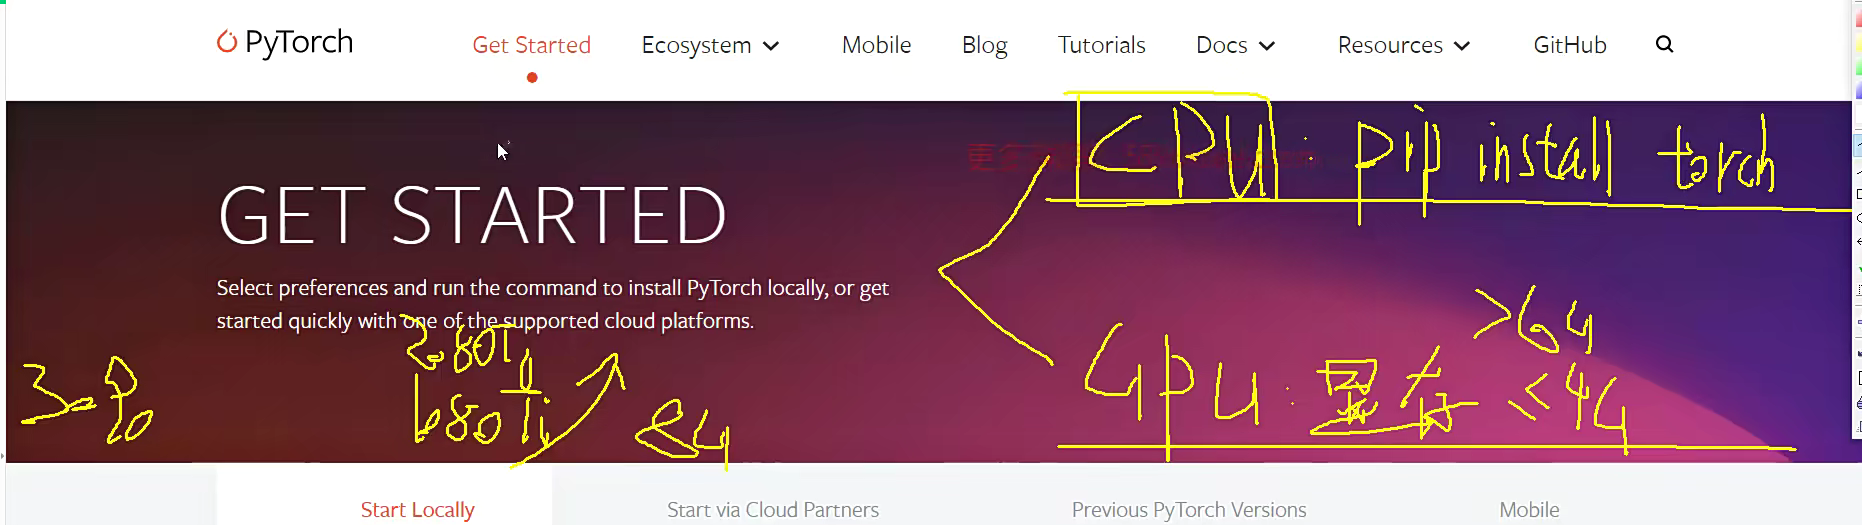 PyTorch Get Started Ecosystem Mobile Blog Tutorials Docs Resources GitHub
CPU: pip install torch
GET STARTED
Select preferences and run the command to install PyTorch locally, or get
started quickly with one of the supported cloud platforms.
>6G
2080Ti
GPU: 显存 ≤4G
1080Ti
8G
3090
Start Locally Start via Cloud Partners Previous PyTorch Versions Mobile